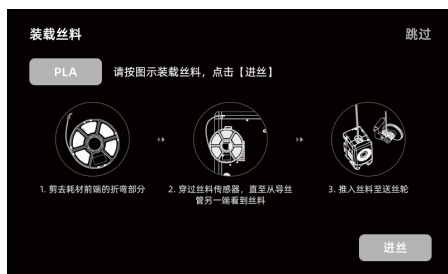 装载丝料
跳过
PLA
请按图示装载丝料，点击【进丝】
1. 剪去耗材前端的折弯部分
2. 穿过丝料传感器，直至从导丝
管另一端看到丝料
3. 推入丝料至送丝轮
进丝